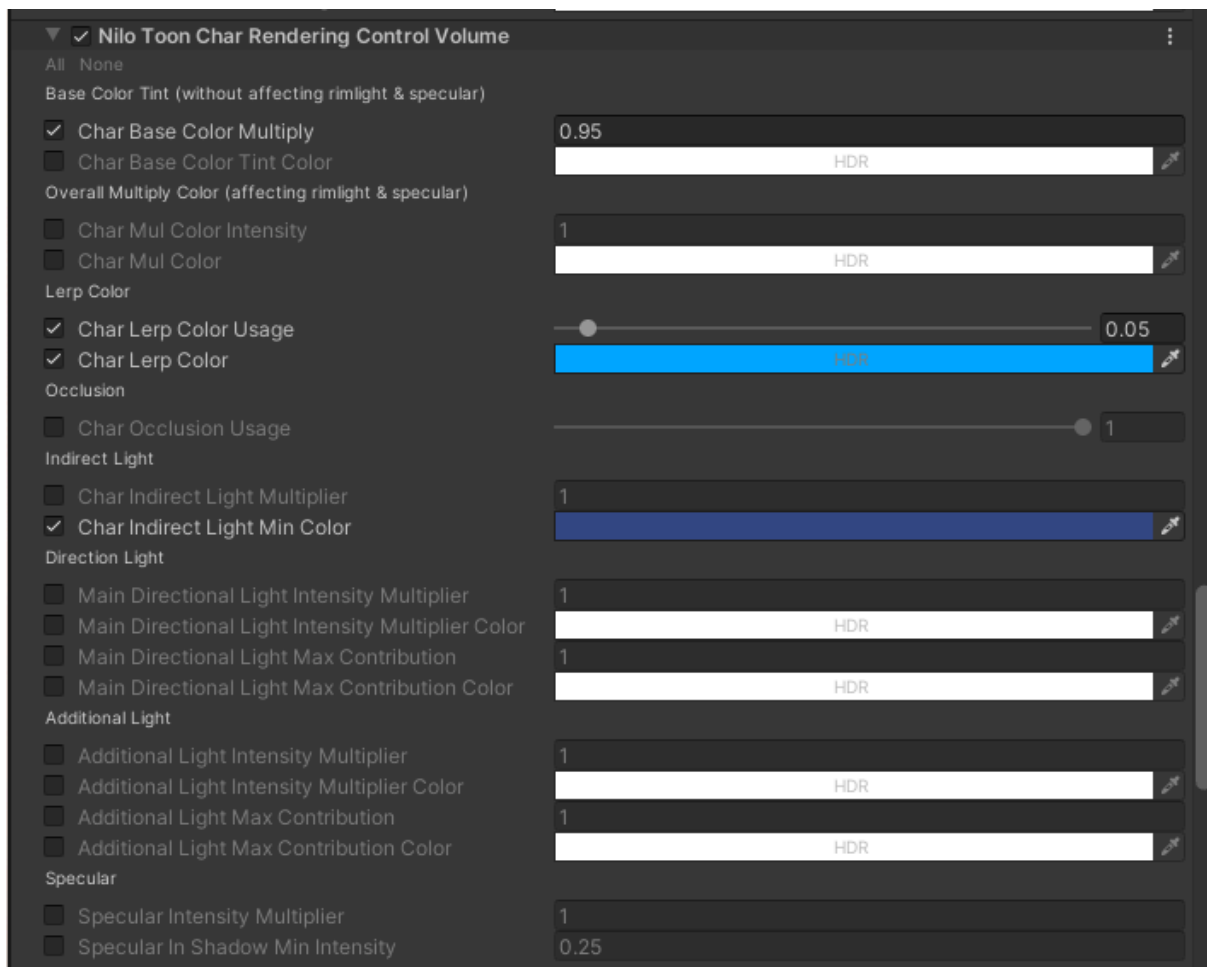 Nilo Toon Char Rendering Control Volume
All None
Base Color Tint (without affecting rimlight & specular)
Char Base Color Multiply 0.95
Char Base Color Tint Color HDR
Overall Multiply Color (affecting rimlight & specular)
Char Mul Color Intensity 1
Char Mul Color HDR
Lerp Color
Char Lerp Color Usage 0.05
Char Lerp Color HDR
Occlusion
Char Occlusion Usage 1
Indirect Light
Char Indirect Light Multiplier 1
Char Indirect Light Min Color
Direction Light
Main Directional Light Intensity Multiplier 1
Main Directional Light Intensity Multiplier Color HDR
Main Directional Light Max Contribution 1
Main Directional Light Max Contribution Color HDR
Additional Light
Additional Light Intensity Multiplier 1
Additional Light Intensity Multiplier Color HDR
Additional Light Max Contribution 1
Additional Light Max Contribution Color HDR
Specular
Specular Intensity Multiplier 1
Specular In Shadow Min Intensity 0.25